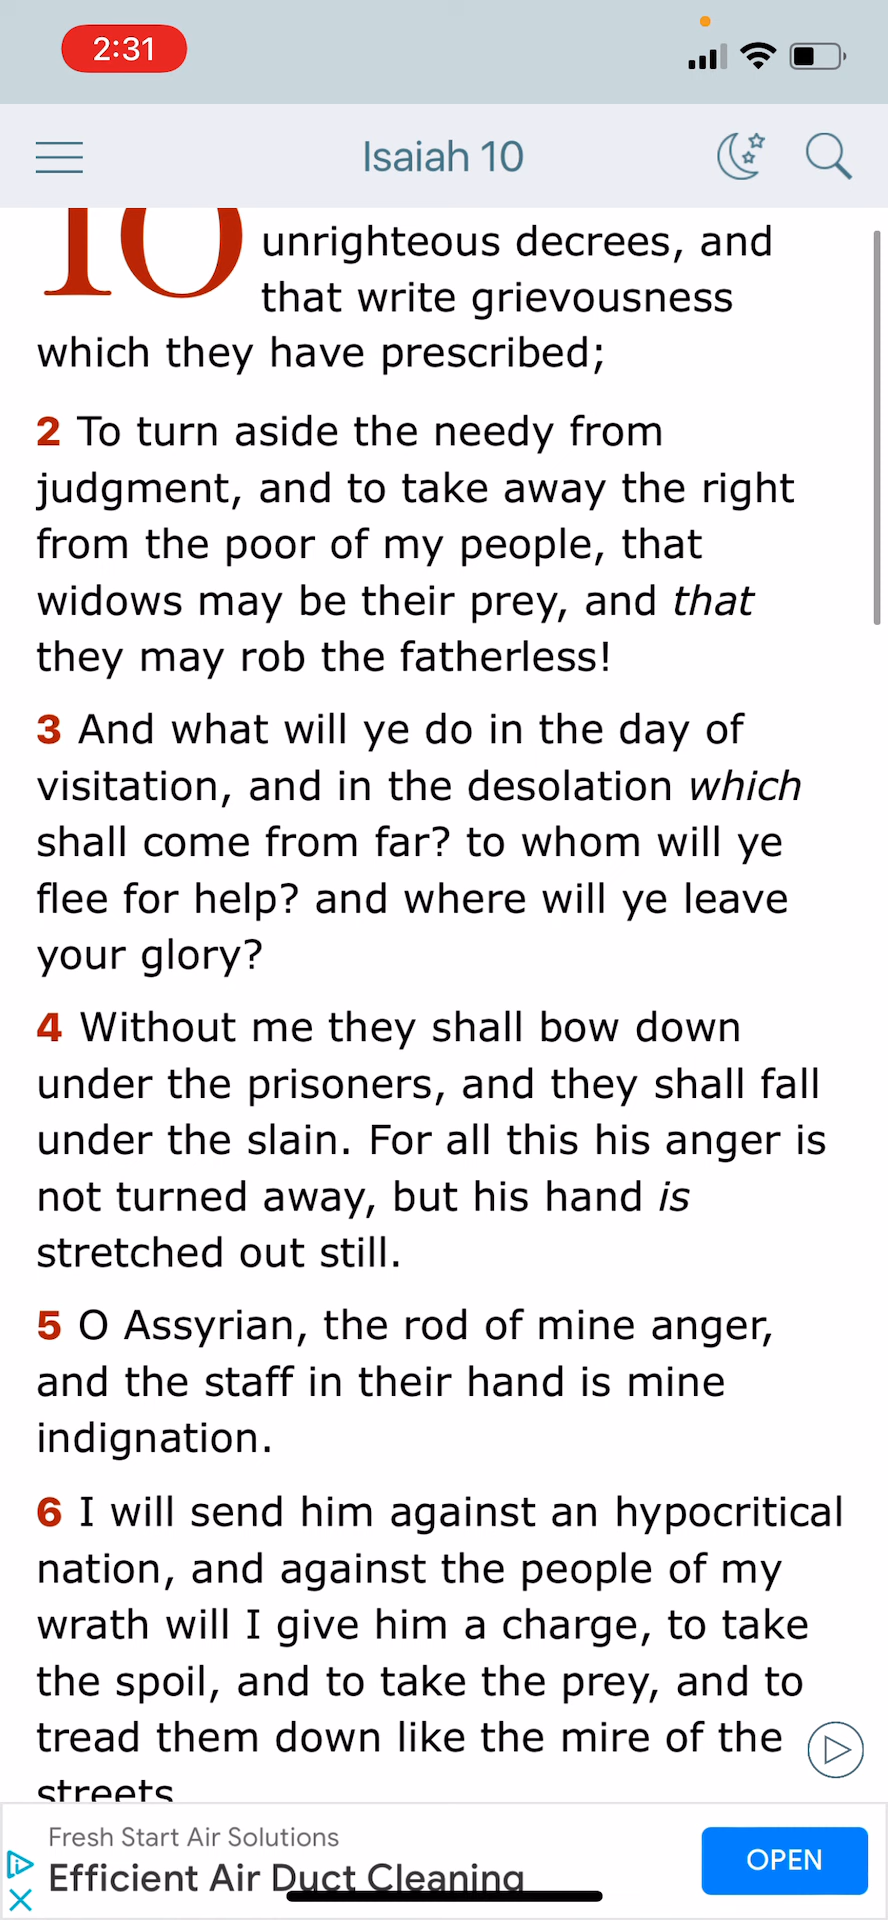 2:31
Isaiah 10
10 unrighteous decrees, and
that write grievousness
which they have prescribed;
2 To turn aside the needy from
judgment, and to take away the right
from the poor of my people, that
widows may be their prey, and that
they may rob the fatherless!
3 And what will ye do in the day of
visitation, and in the desolation which
shall come from far? to whom will ye
flee for help? and where will ye leave
your glory?
4 Without me they shall bow down
under the prisoners, and they shall fall
under the slain. For all this his anger is
not turned away, but his hand is
stretched out still.
5 O Assyrian, the rod of mine anger,
and the staff in their hand is mine
indignation.
6 I will send him against an hypocritical
nation, and against the people of my
wrath will I give him a charge, to take
the spoil, and to take the prey, and to
tread them down like the mire of the
streets
Fresh Start Air Solutions
Efficient Air Duct Cleaning
OPEN